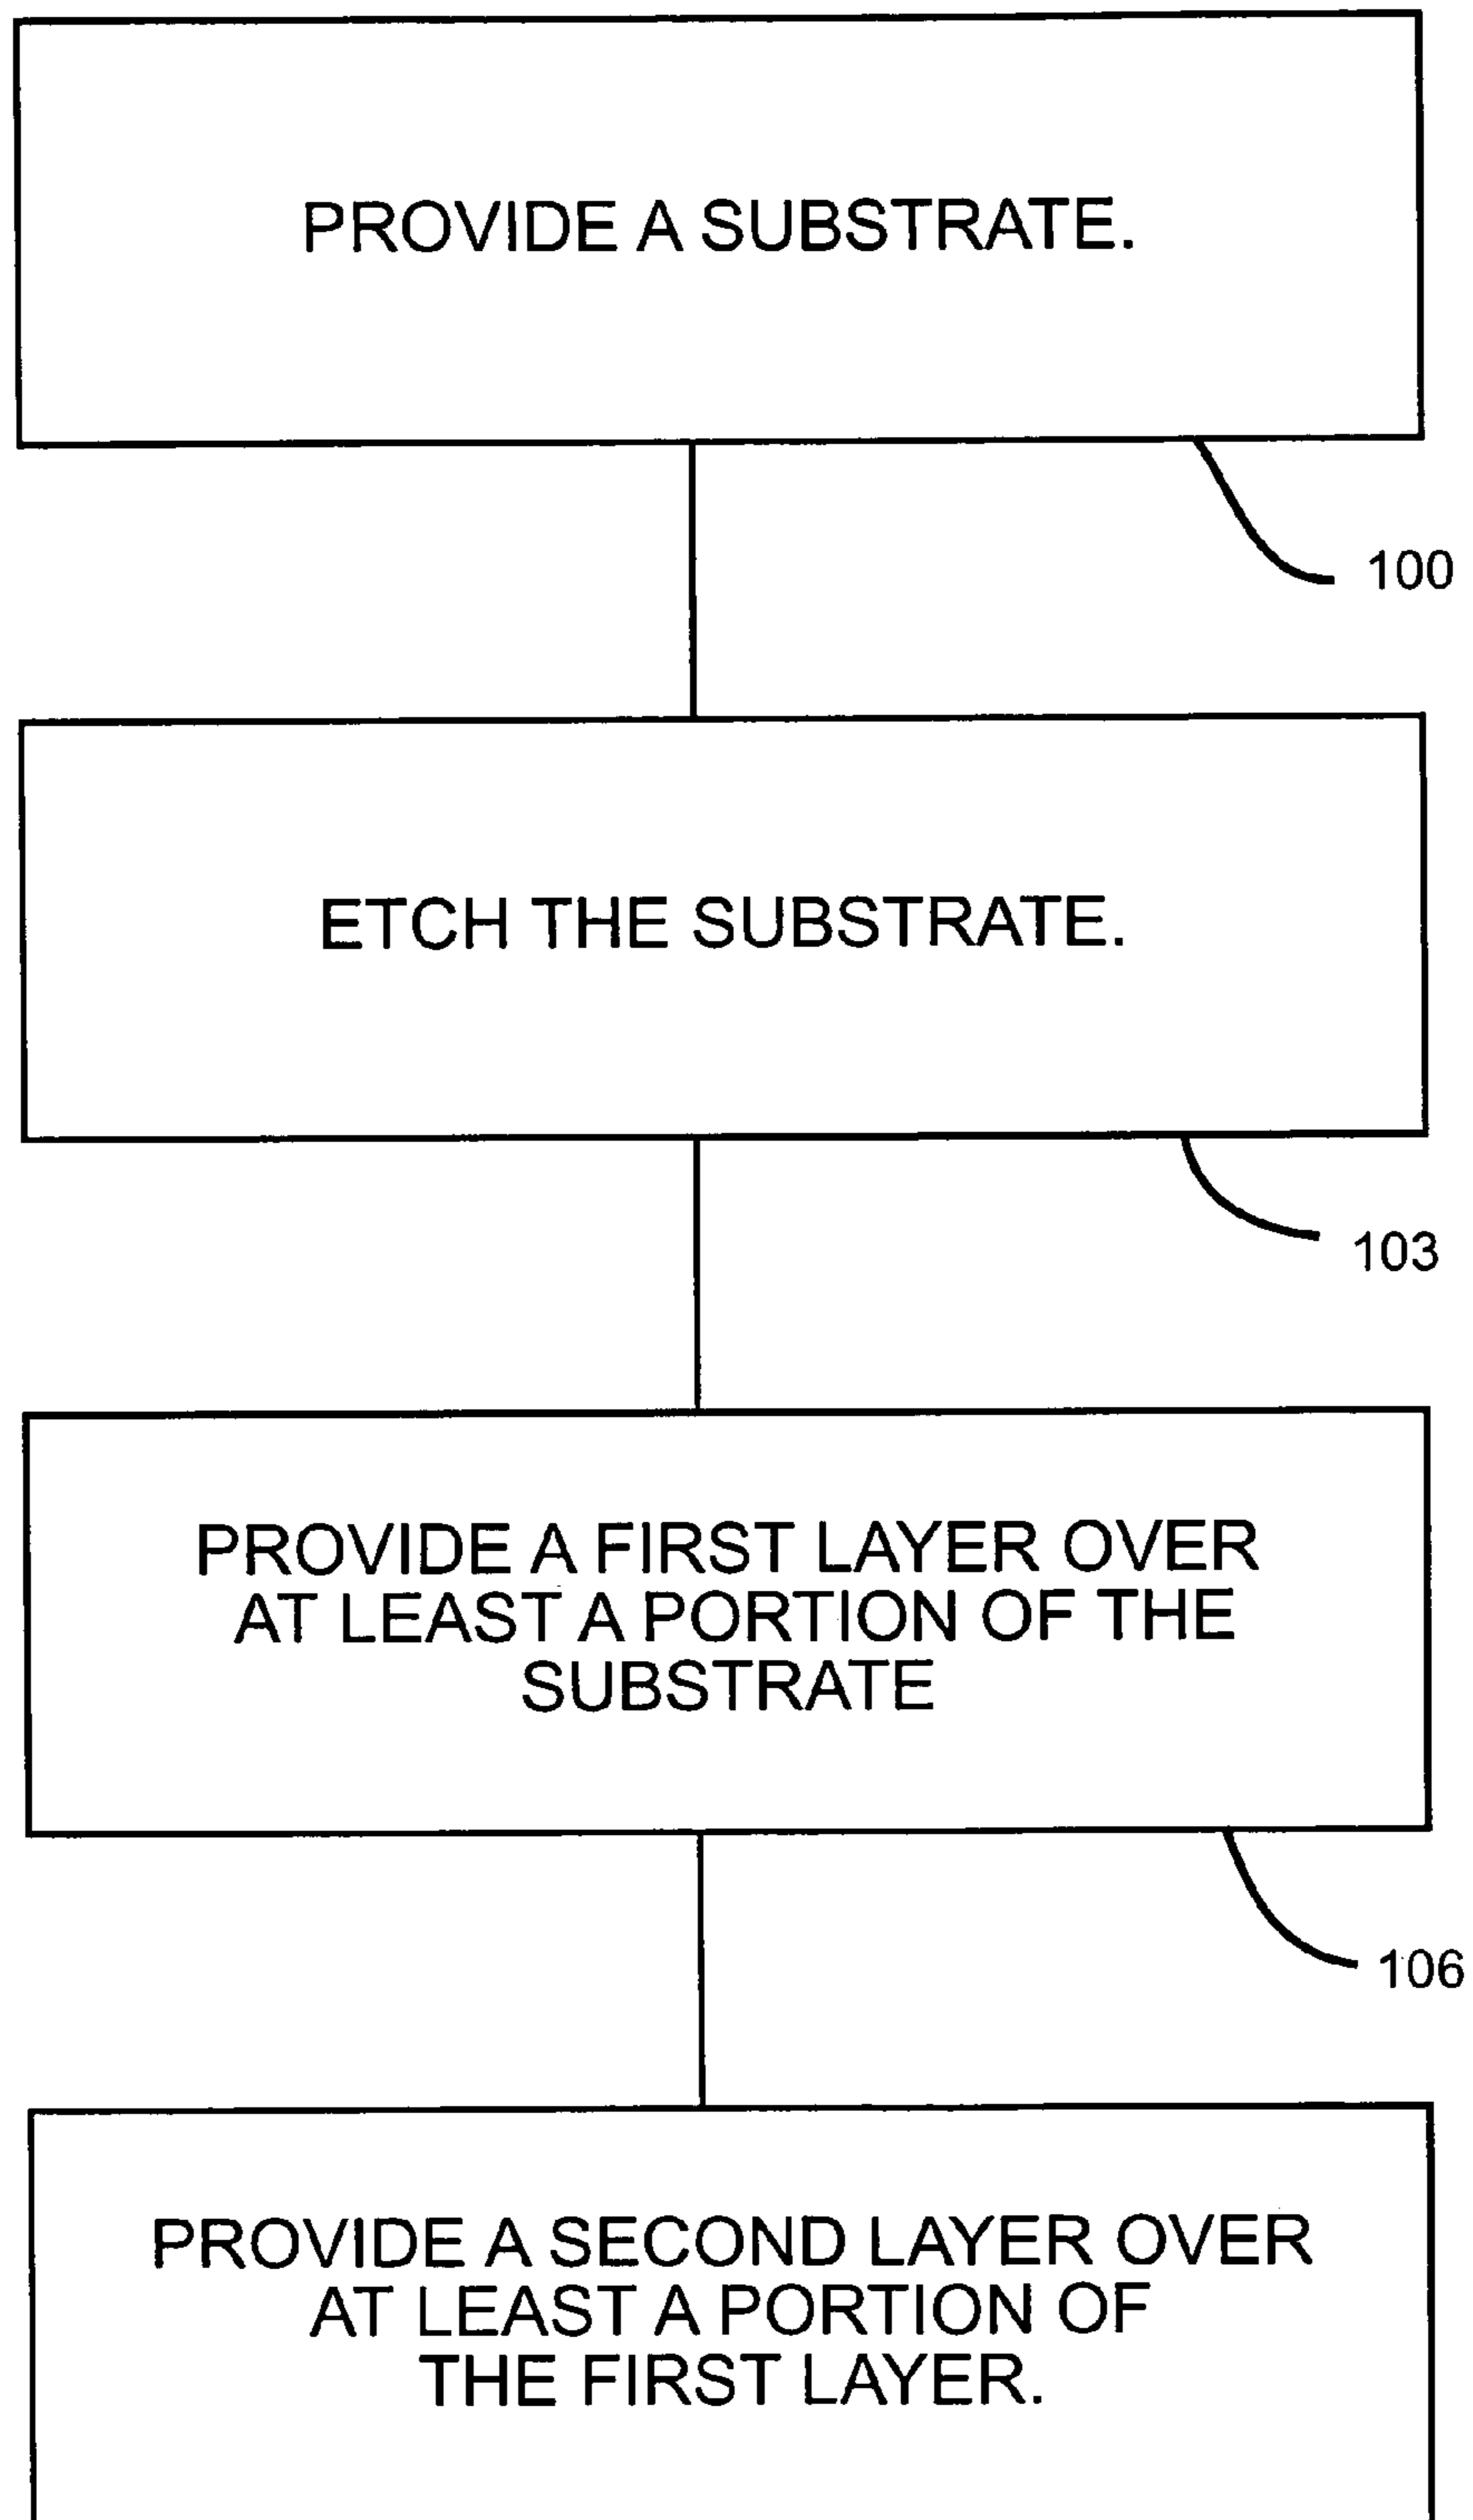 PROVIDE A SUBSTRATE.
100
ETCH THE SUBSTRATE.
103
PROVIDE A FIRST LAYER OVER
AT LEAST A PORTION OF THE
SUBSTRATE
106
PROVIDE A SECOND LAYER OVER
AT LEAST A PORTION OF
THE FIRST LAYER.